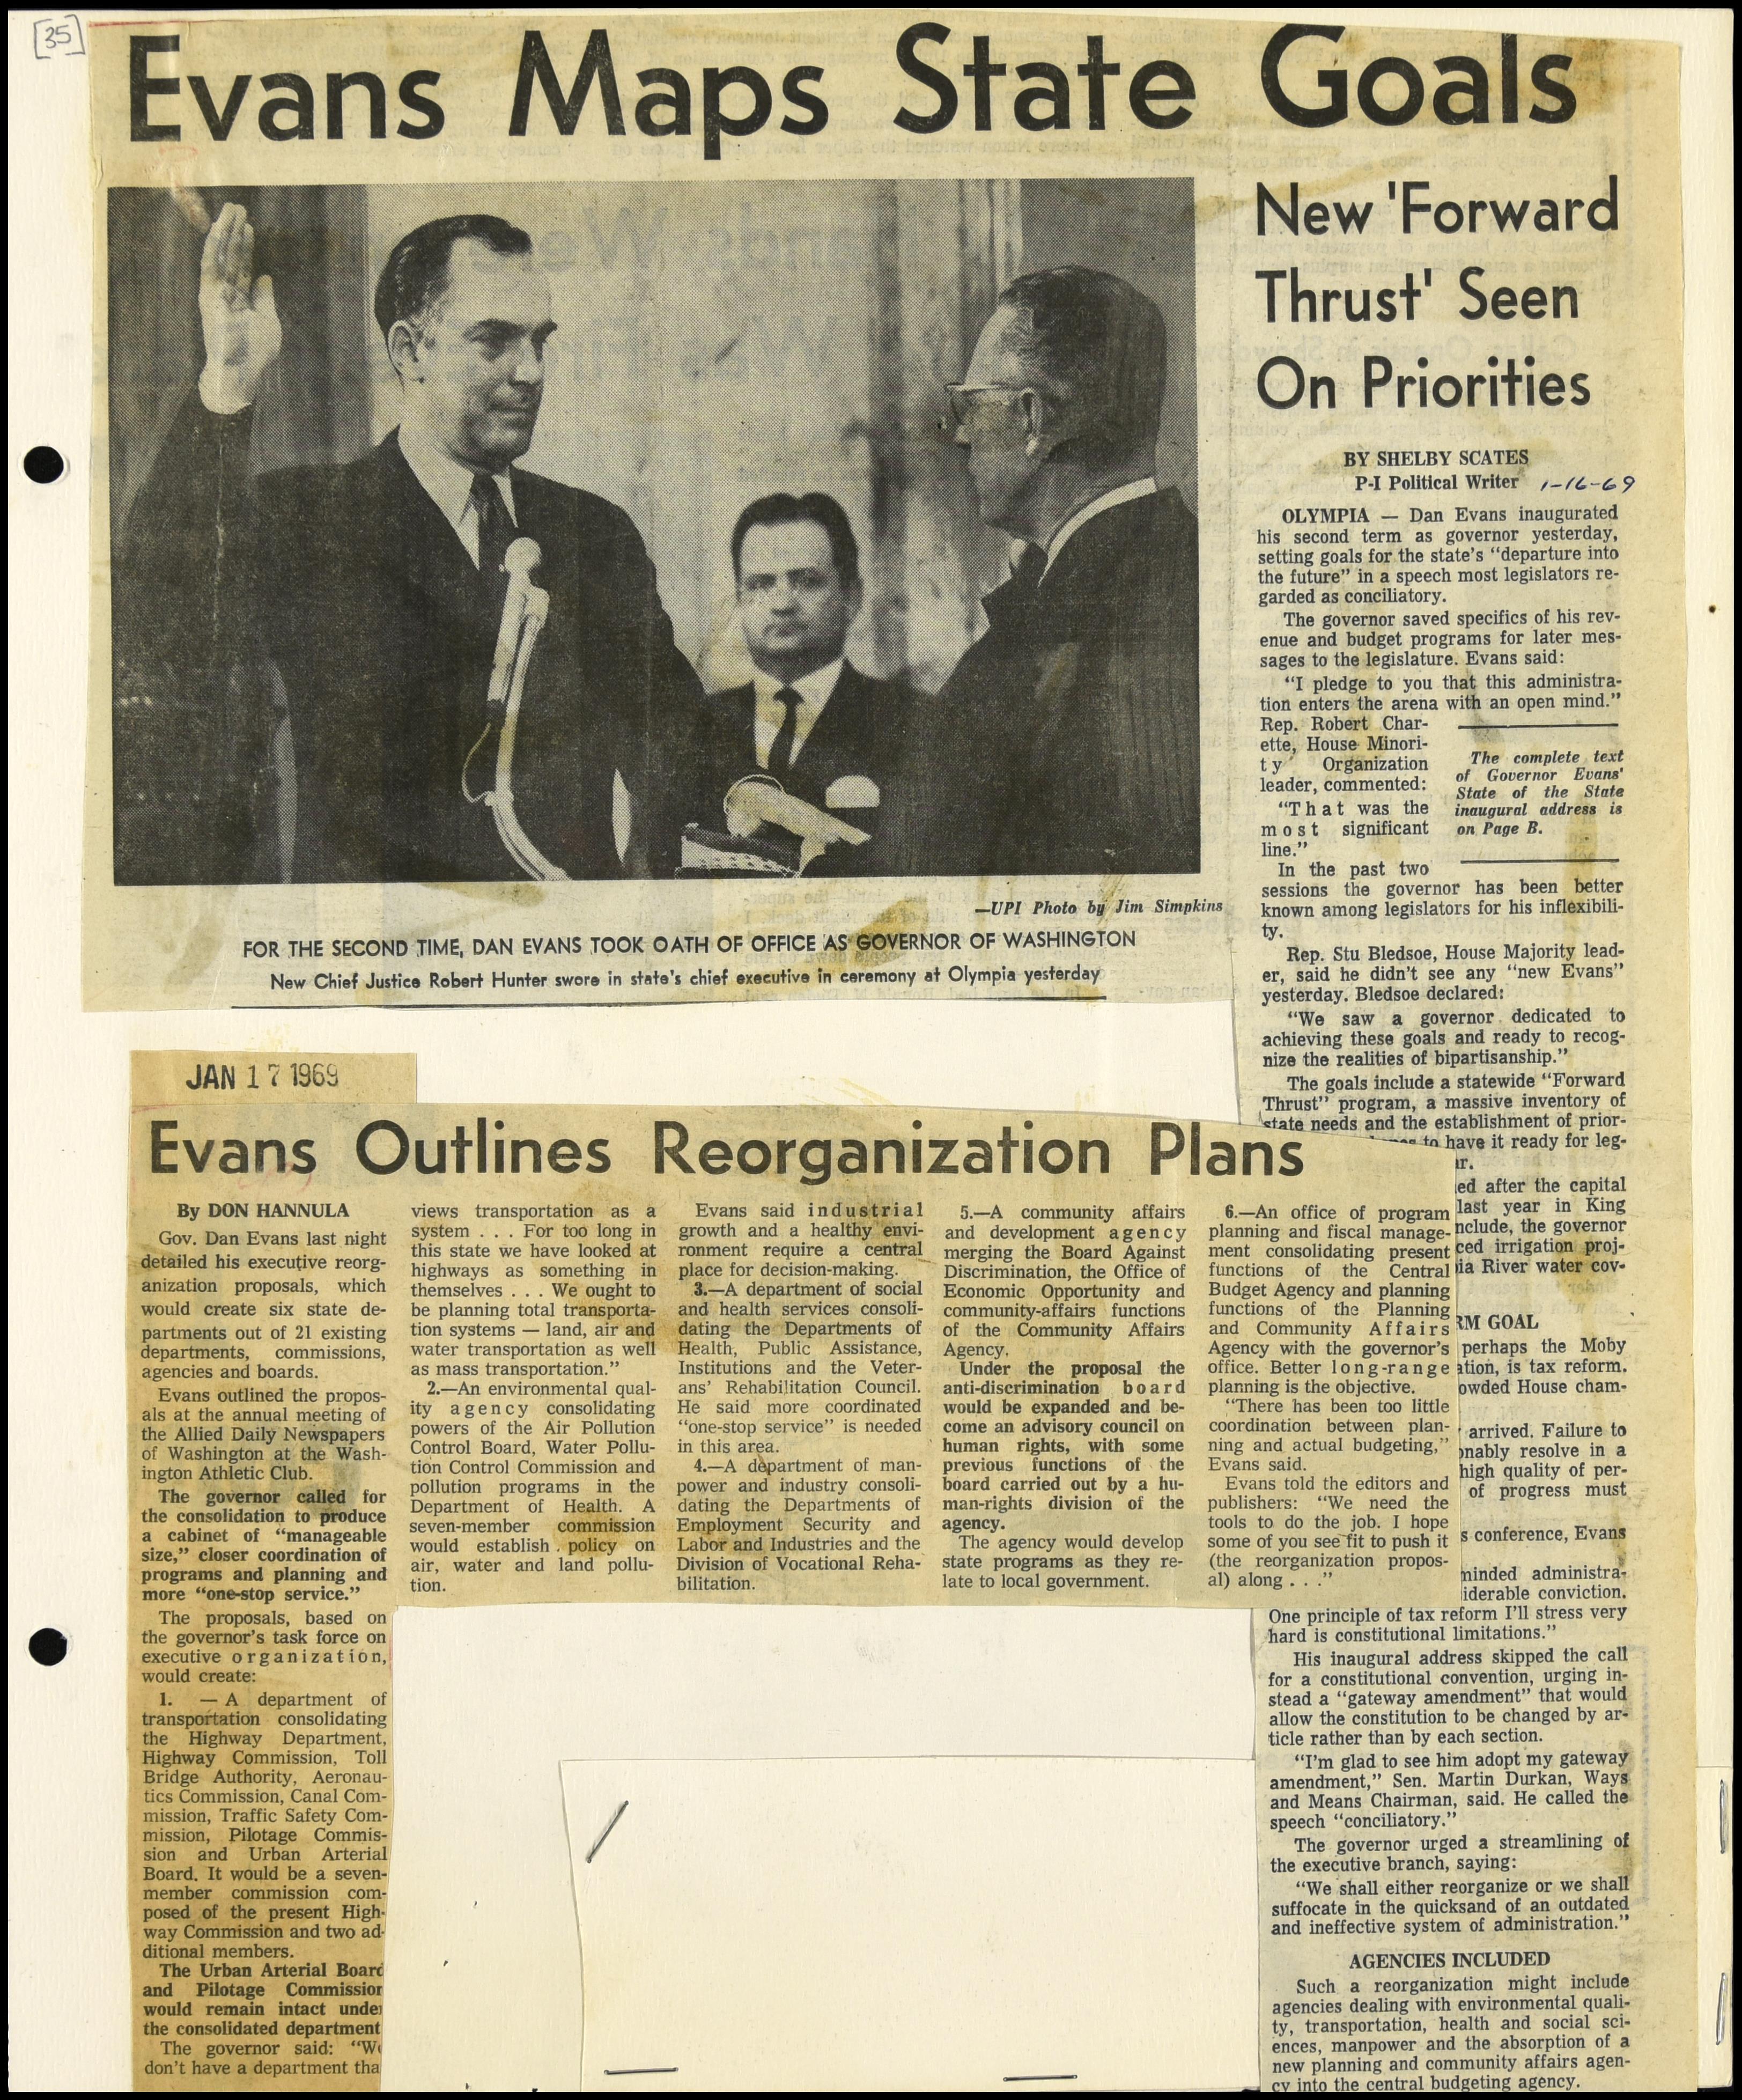 [35]
Evans Maps State Goals
New 'Forward
Thrust' Seen
On Priorities
BY SHELBY SCATES
P-I Political Writer 1-16-69
OLYMPIA — Dan Evans inaugurated
his second term as governor yesterday,
setting goals for the state's "departure into
the future" in a speech most legislators re-
garded as conciliatory.
The governor saved specifics of his rev-
enue and budget programs for later mes-
sages to the legislature. Evans said:
"I pledge to you that this administra-
tion enters the arena with an open mind."
Rep. Robert Char-
ette, House Minori-
ty Organization
leader, commented:
"That was the
most significant
line."
The complete text
of Governor Evans'
State of the State
inaugural address is
on Page B.
In the past two
sessions the governor has been better
known among legislators for his inflexibili-
ty.
Rep. Stu Bledsoe, House Majority lead-
er, said he didn't see any "new Evans"
yesterday. Bledsoe declared:
"We saw a governor dedicated to
achieving these goals and ready to recog-
nize the realities of bipartisanship."
The goals include a statewide "Forward
Thrust" program, a massive inventory of
state needs and the establishment of prior-
to have it ready for leg-
ed after the capital
last year in King
nclude, the governor
ced irrigation proj-
ia River water cov-
RM GOAL
perhaps the Moby
ation, is tax reform.
owded House cham-
arrived. Failure to
onably resolve in a
high quality of per-
of progress must
s conference, Evans
minded administra-
iderable conviction.
One principle of tax reform I'll stress very
hard is constitutional limitations."
His inaugural address skipped the call
for a constitutional convention, urging in-
stead a "gateway amendment" that would
allow the constitution to be changed by ar-
ticle rather than by each section.
"I'm glad to see him adopt my gateway
amendment," Sen. Martin Durkan, Ways
and Means Chairman, said. He called the
speech "conciliatory."
The governor urged a streamlining of
the executive branch, saying:
"We shall either reorganize or we shall
suffocate in the quicksand of an outdated
and ineffective system of administration."
AGENCIES INCLUDED
Such a reorganization might include
agencies dealing with environmental quali-
ty, transportation, health and social sci-
ences, manpower and the absorption of a
new planning and community affairs agen-
cy into the central budgeting agency.
—UPI Photo by Jim Simpkins
FOR THE SECOND TIME, DAN EVANS TOOK OATH OF OFFICE AS GOVERNOR OF WASHINGTON
New Chief Justice Robert Hunter swore in state's chief executive in ceremony at Olympia yesterday
JAN 17 1969
Evans Outlines Reorganization Plans
By DON HANNULA
Gov. Dan Evans last night
detailed his executive reorg-
anization proposals, which
would create six state de-
partments out of 21 existing
departments, commissions,
agencies and boards.
Evans outlined the propos-
als at the annual meeting of
the Allied Daily Newspapers
of Washington at the Wash-
ington Athletic Club.
The governor called for
the consolidation to produce
a cabinet of "manageable
size," closer coordination of
programs and planning and
more "one-stop service."
The proposals, based on
the governor's task force on
executive organization,
would create:
1. — A department of
transportation consolidating
the Highway Department,
Highway Commission, Toll
Bridge Authority, Aeronau-
tics Commission, Canal Com-
mission, Traffic Safety Com-
mission, Pilotage Commis-
sion and Urban Arterial
Board. It would be a seven-
member commission com-
posed of the present High-
way Commission and two ad-
ditional members.
The Urban Arterial Board
and Pilotage Commission
would remain intact under
the consolidated department
The governor said: "We
don't have a department tha
views transportation as a
system . . . For too long in
this state we have looked at
highways as something in
themselves . . . We ought to
be planning total transporta-
tion systems — land, air and
water transportation as well
as mass transportation."
2.—An environmental qual-
ity agency consolidating
powers of the Air Pollution
Control Board, Water Pollu-
tion Control Commission and
pollution programs in the
Department of Health. A
seven-member commission
would establish policy on
air, water and land pollu-
tion.
Evans said industrial
growth and a healthy envi-
ronment require a central
place for decision-making.
3.—A department of social
and health services consoli-
dating the Departments of
Health, Public Assistance,
Institutions and the Veter-
ans' Rehabilitation Council.
He said more coordinated
"one-stop service" is needed
in this area.
4.—A department of man-
power and industry consoli-
dating the Departments of
Employment Security and
Labor and Industries and the
Division of Vocational Reha-
bilitation.
5.—A community affairs
and development agency
merging the Board Against
Discrimination, the Office of
Economic Opportunity and
community-affairs functions
of the Community Affairs
Agency.
Under the proposal the
anti-discrimination board
would be expanded and be-
come an advisory council on
human rights, with some
previous functions of the
board carried out by a hu-
man-rights division of the
agency.
The agency would develop
state programs as they re-
late to local government.
6.—An office of program
planning and fiscal manage-
ment consolidating present
functions of the Central
Budget Agency and planning
functions of the Planning
and Community Affairs
Agency with the governor's
office. Better long-range
planning is the objective.
"There has been too little
coordination between plan-
ning and actual budgeting,"
Evans said.
Evans told the editors and
publishers: "We need the
tools to do the job. I hope
some of you see fit to push it
(the reorganization propos-
al) along . . ."